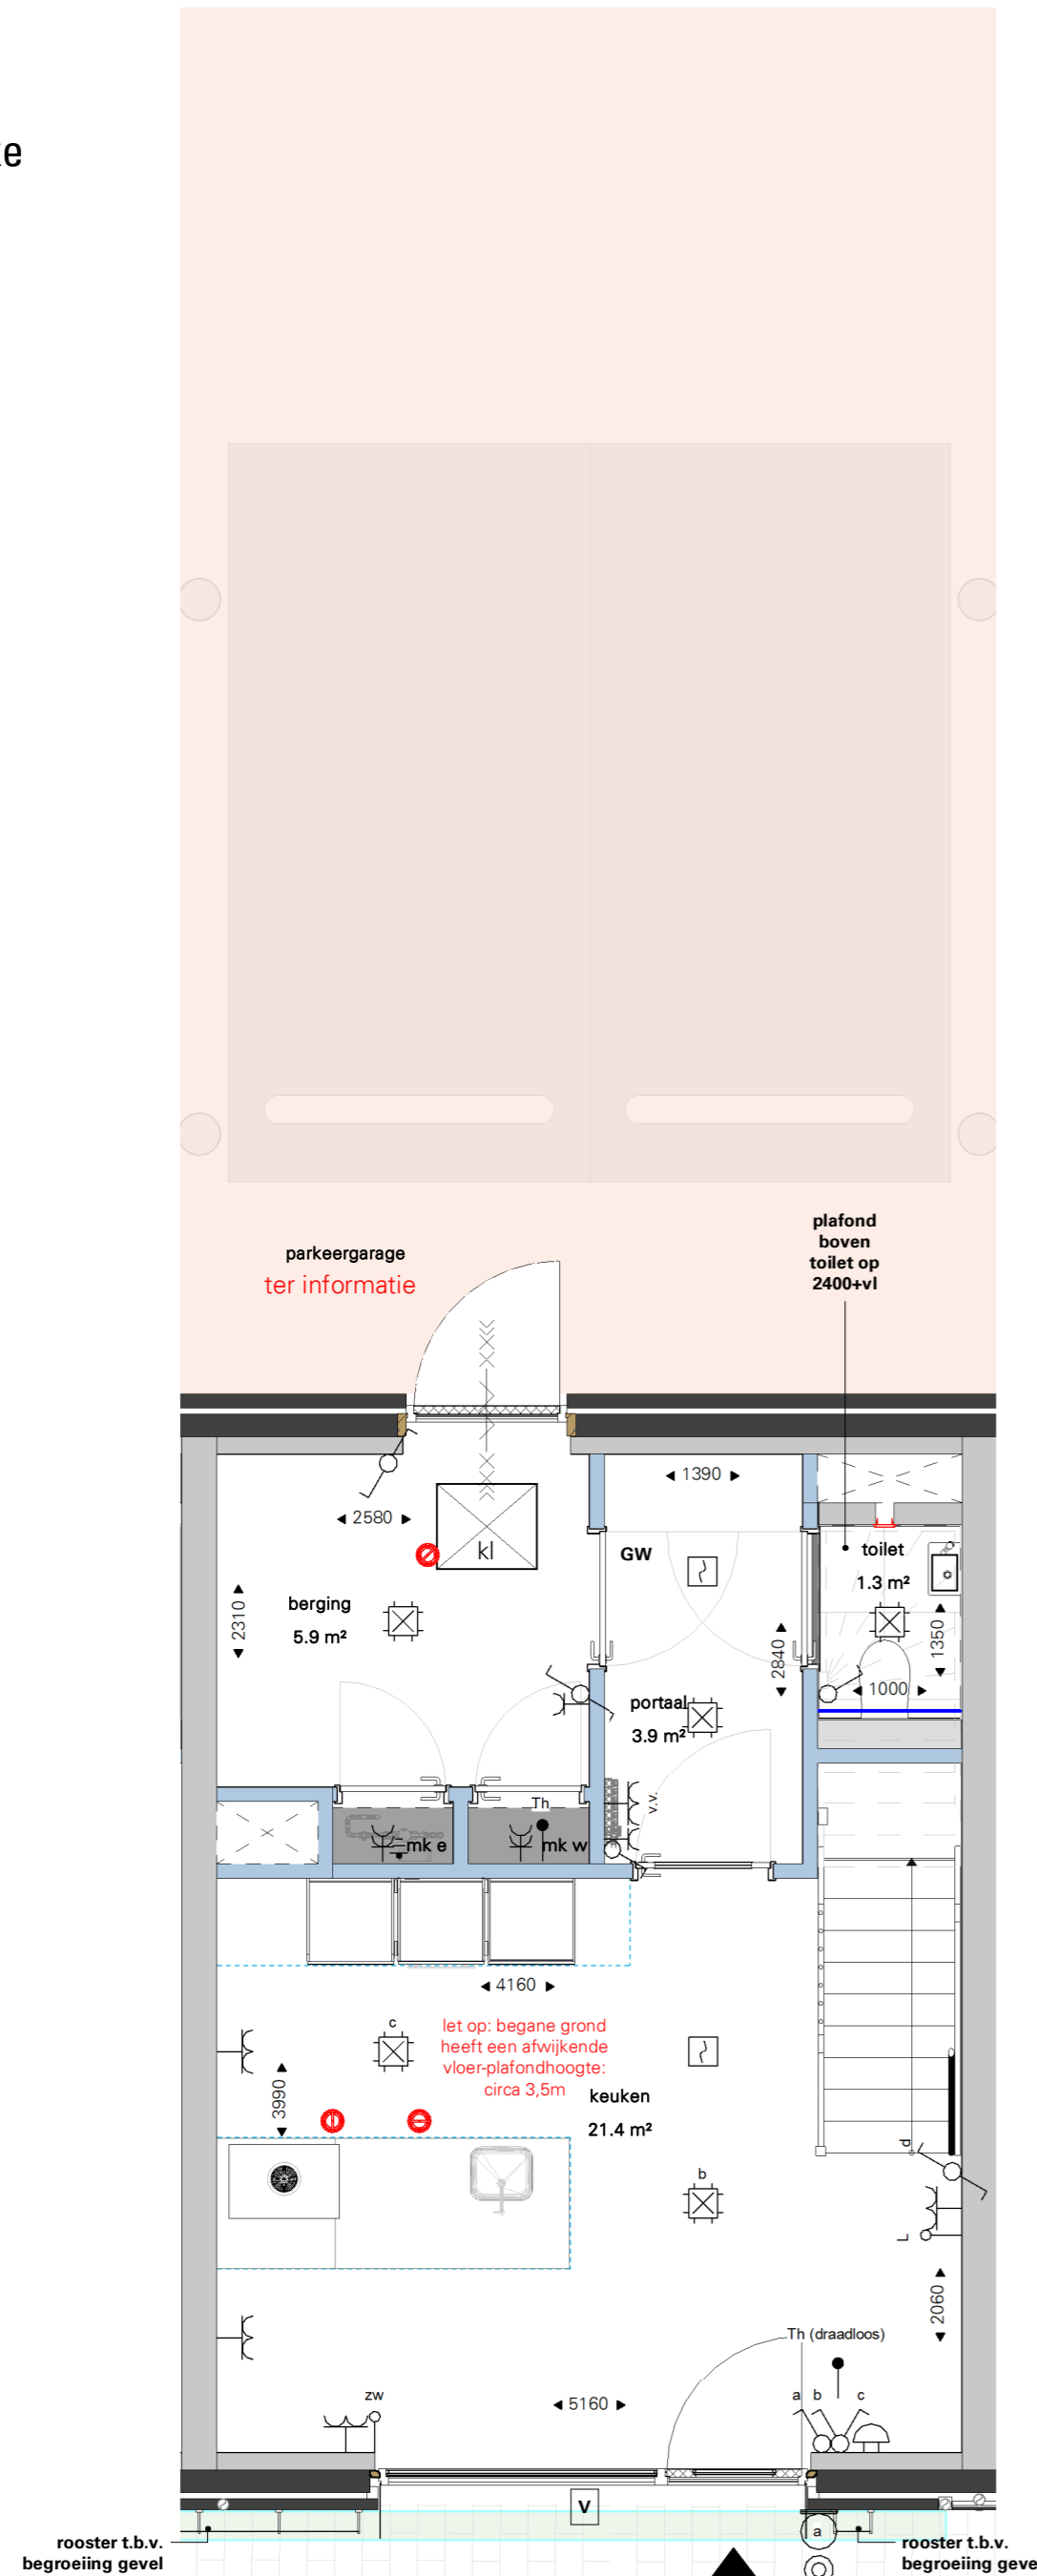 parkeergarage
ter informatie
plafond
boven
toilet op
2400+vl
1390
2580
kl
GW
toilet
1.3 m²
berging
5.9 m²
2310
1350
2840
1000
portaal
3.9 m²
v.v.
Th
mk e
mk w
4160
c
let op: begane grond
heeft een afwijkende
vloer-plafondhoogte:
circa 3,5m
3990
keuken
21.4 m²
d
b
L
2060
Th (draadloos)
zw
5160
a b c
V
a
rooster t.b.v.
begroeiing gevel
rooster t.b.v.
begroeiing gevel